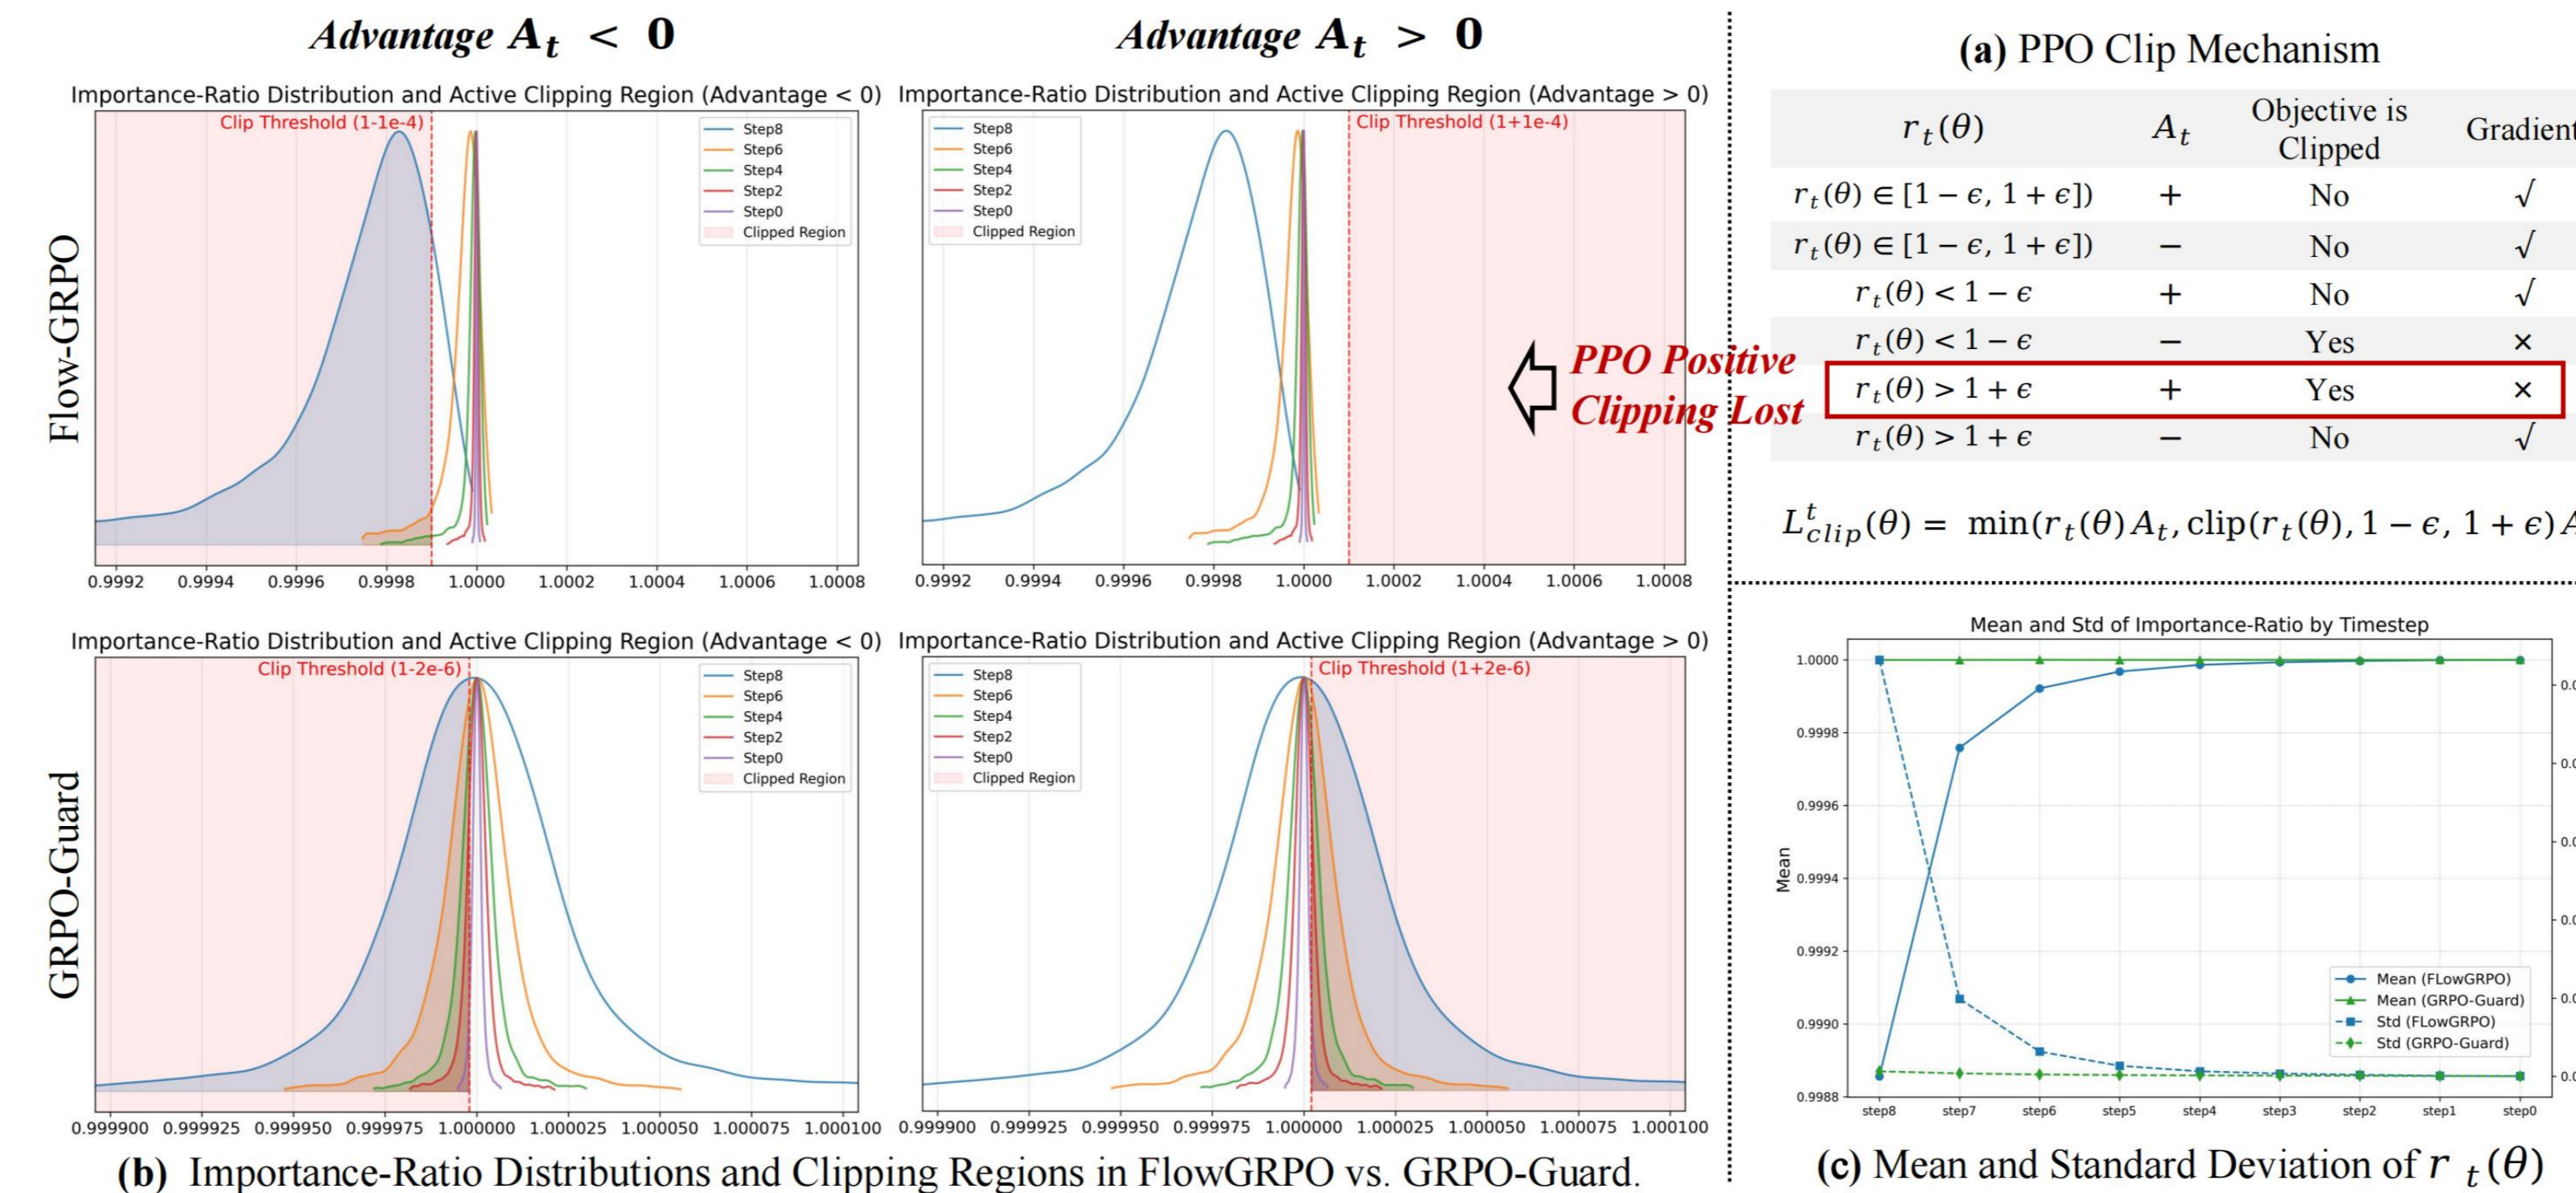 Advantage A_t < 0
Advantage A_t > 0
Importance-Ratio Distribution and Active Clipping Region (Advantage < 0)
Clip Threshold (1-1e-4)
Step8
Step6
Step4
Step2
Step0
Clipped Region
0.9992 0.9994 0.9996 0.9998 1.0000 1.0002 1.0004 1.0006 1.0008
Importance-Ratio Distribution and Active Clipping Region (Advantage > 0)
Clip Threshold (1+1e-4)
Step8
Step6
Step4
Step2
Step0
Clipped Region
0.9992 0.9994 0.9996 0.9998 1.0000 1.0002 1.0004 1.0006 1.0008
Flow-GRPO
PPO Positive
Clipping Lost
Importance-Ratio Distribution and Active Clipping Region (Advantage < 0)
Clip Threshold (1-2e-6)
Step8
Step6
Step4
Step2
Step0
Clipped Region
0.999900 0.999925 0.999950 0.999975 1.000000 1.000025 1.000050 1.000075 1.000100
Importance-Ratio Distribution and Active Clipping Region (Advantage > 0)
Clip Threshold (1+2e-6)
Step8
Step6
Step4
Step2
Step0
Clipped Region
0.999900 0.999925 0.999950 0.999975 1.000000 1.000025 1.000050 1.000075 1.000100
GRPO-Guard
(b) Importance-Ratio Distributions and Clipping Regions in FlowGRPO vs. GRPO-Guard.
(a) PPO Clip Mechanism
r_t(θ) A_t Objective is Clipped Gradient
r_t(θ) ∈ [1 − ϵ, 1 + ϵ]) + No √
r_t(θ) ∈ [1 − ϵ, 1 + ϵ]) − No √
r_t(θ) < 1 − ϵ + No √
r_t(θ) < 1 − ϵ − Yes ×
r_t(θ) > 1 + ϵ + Yes ×
r_t(θ) > 1 + ϵ − No √
L^t_clip(θ) = min(r_t(θ)A_t, clip(r_t(θ), 1 − ϵ, 1 + ϵ)A
Mean and Std of Importance-Ratio by Timestep
1.0000
0.9998
0.9996
0.9994
0.9992
0.9990
0.9988
Mean
Mean (FLowGRPO)
Mean (GRPO-Guard)
Std (FLowGRPO)
Std (GRPO-Guard)
step8 step7 step6 step5 step4 step3 step2 step1 step0
(c) Mean and Standard Deviation of r_t(θ)